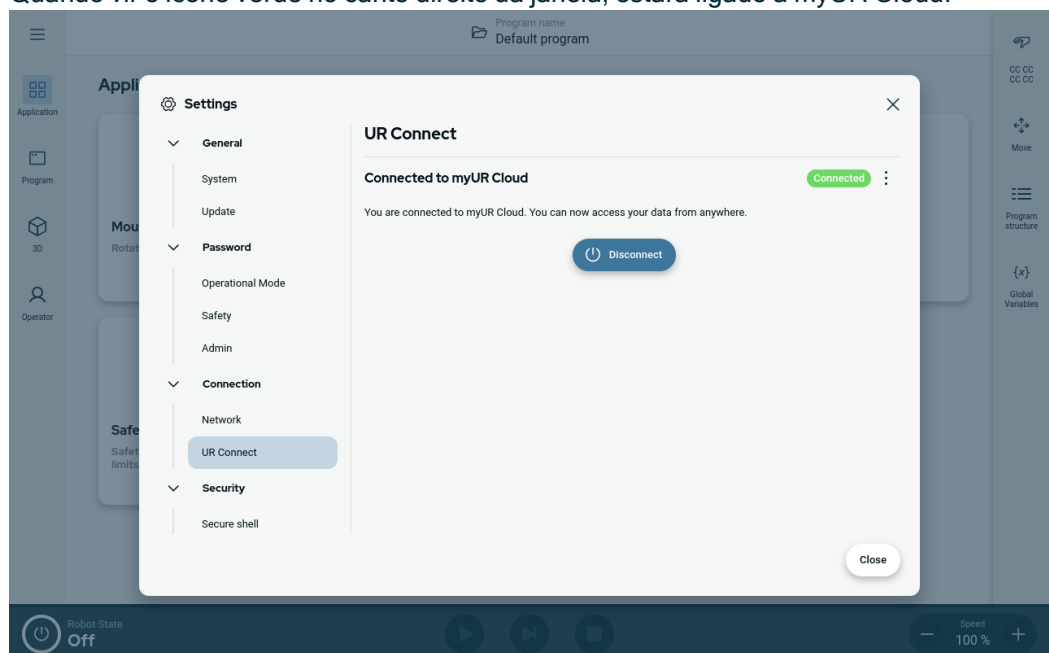 Quando vir o ícone verde no canto direito da janela, estará ligado a myUR Cloud.
Program name
Default program
Application
Program
3D
Operator
Appli
Mou
Rotat
Safe
Safet
limits
Settings
General
System
Update
Password
Operational Mode
Safety
Admin
Connection
Network
UR Connect
Security
Secure shell
UR Connect
Connected to myUR Cloud
Connected
You are connected to myUR Cloud. You can now access your data from anywhere.
Disconnect
Close
CC CC
CC CC
Move
Program
structure
{x}
Global
Variables
Robot State
Off
Speed
100 %